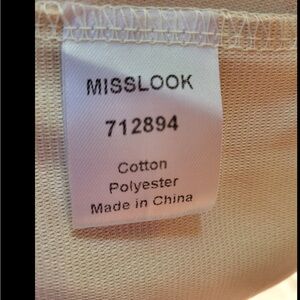 MISSLOOK
712894
Cotton
Polyester
Made in China